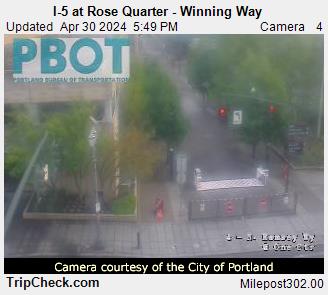 I-5 at Rose Quarter - Winning Way
Updated Apr 30 2024 5:49 PM Camera 4
PBOT
PORTLAND BUREAU OF TRANSPORTATION
Camera courtesy of the City of Portland
TripCheck.com Milepost302.00